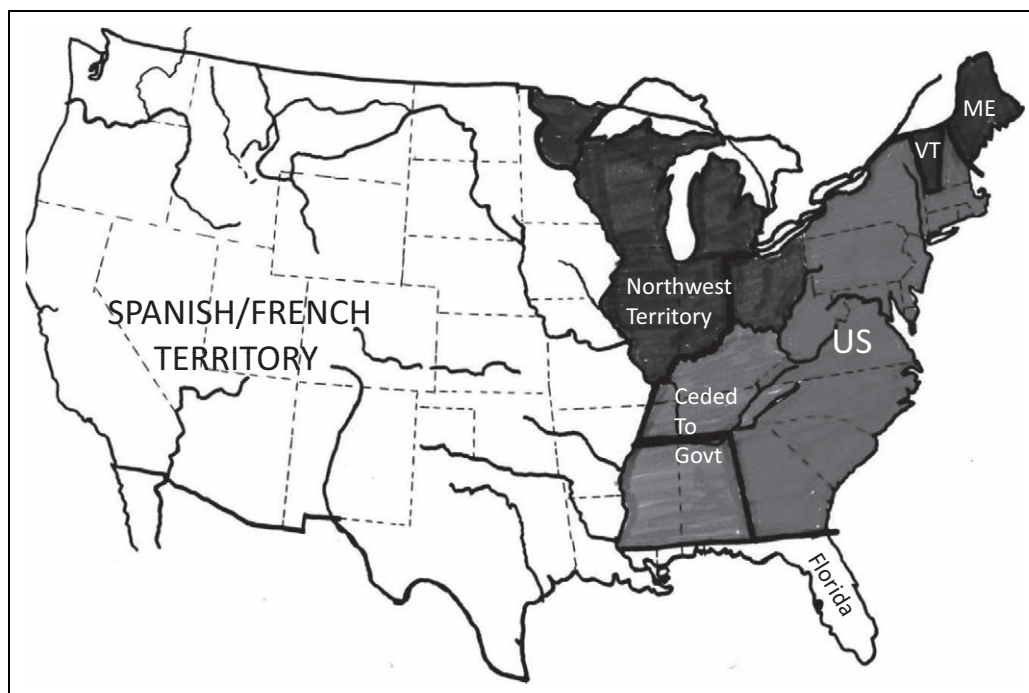 ME
VT
Northwest
Territory
SPANISH/FRENCH
TERRITORY
US
Ceded
To
Govt
Florida